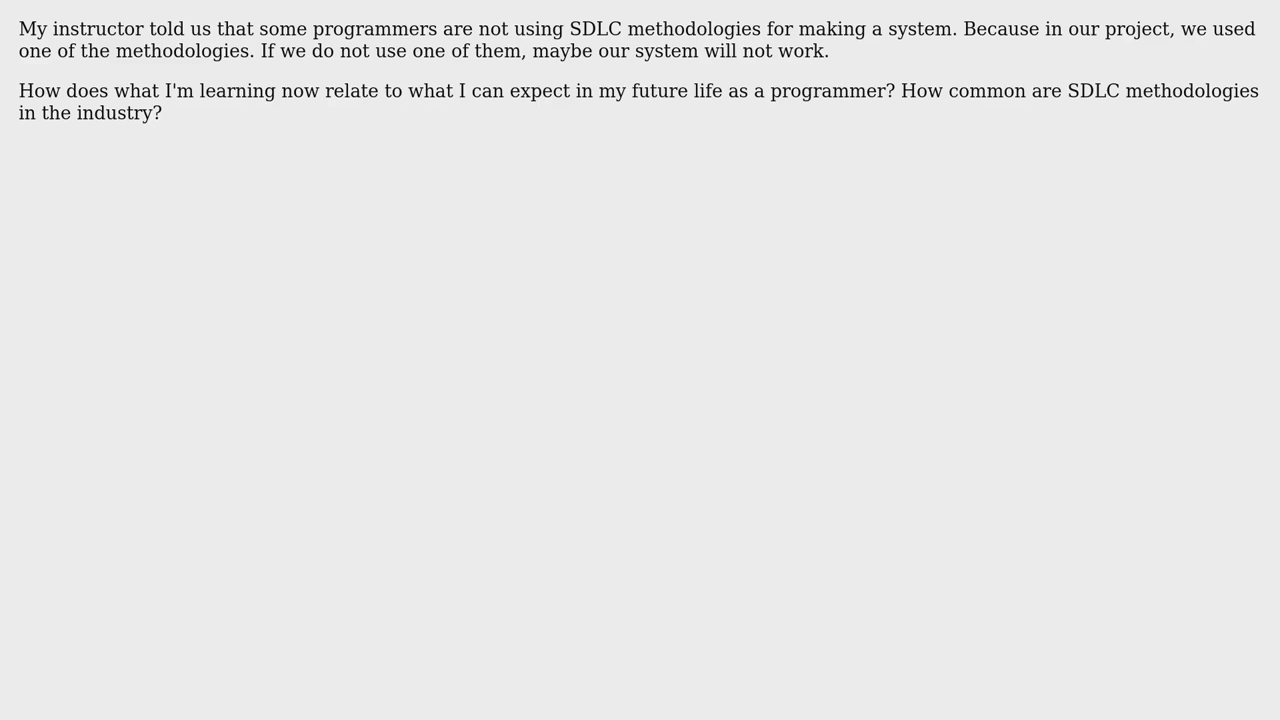 My instructor told us that some programmers are not using SDLC methodologies for making a system. Because in our project, we used
one of the methodologies. If we do not use one of them, maybe our system will not work.
How does what I'm learning now relate to what I can expect in my future life as a programmer? How common are SDLC methodologies
in the industry?